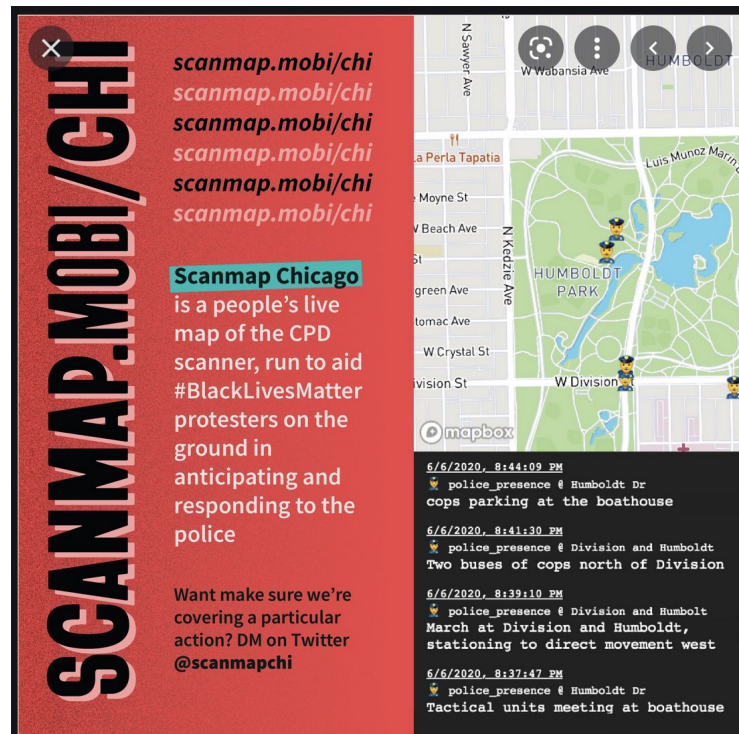 SCANMAP.MOBI/CHI
scanmap.mobi/chi
scanmap.mobi/chi
scanmap.mobi/chi
scanmap.mobi/chi
scanmap.mobi/chi
scanmap.mobi/chi
Scanmap Chicago
is a people's live
map of the CPD
scanner, run to aid
#BlackLivesMatter
protesters on the
ground in
anticipating and
responding to the
police
Want make sure we're
covering a particular
action? DM on Twitter
@scanmapchi
N Sawyer Ave
W Wabansia Ave
HUMBOLDT
La Perla Tapatia
Luis Munoz Marin
Moyne St
W Beach Ave
St
N Kedzie Ave
HUMBOLDT
PARK
green Ave
tomac Ave
W Crystal St
ivision St
W Division
mapbox
6/6/2020, 8:44:09 PM
police_presence @ Humboldt Dr
cops parking at the boathouse
6/6/2020, 8:41:30 PM
police_presence @ Division and Humboldt
Two buses of cops north of Division
6/6/2020, 8:39:10 PM
police_presence @ Division and Humbolt
March at Division and Humboldt,
stationing to direct movement west
6/6/2020, 8:37:47 PM
police_presence @ Humboldt Dr
Tactical units meeting at boathouse